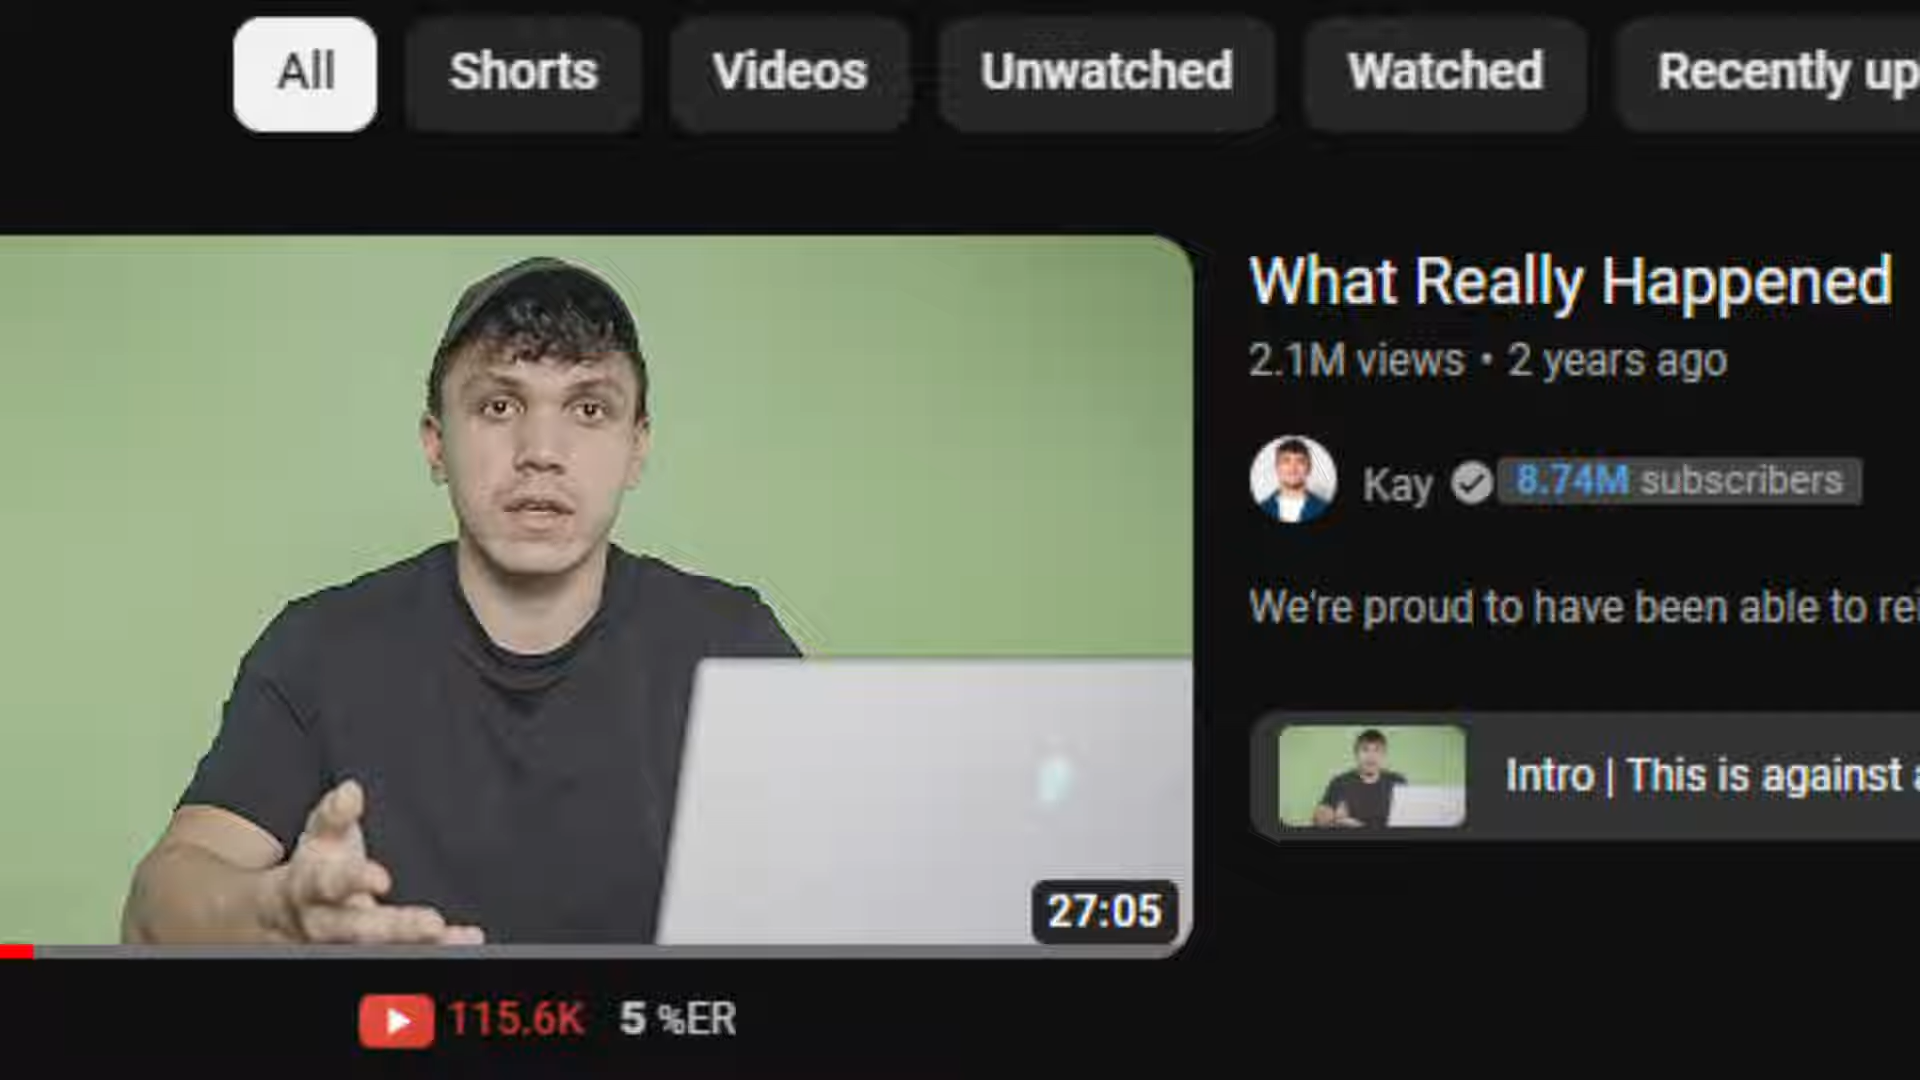 All Shorts Videos Unwatched Watched Recently up
What Really Happened
2.1M views • 2 years ago
Kay 8.74M subscribers
We're proud to have been able to rei
Intro | This is against a
27:05
115.6K 5 %ER